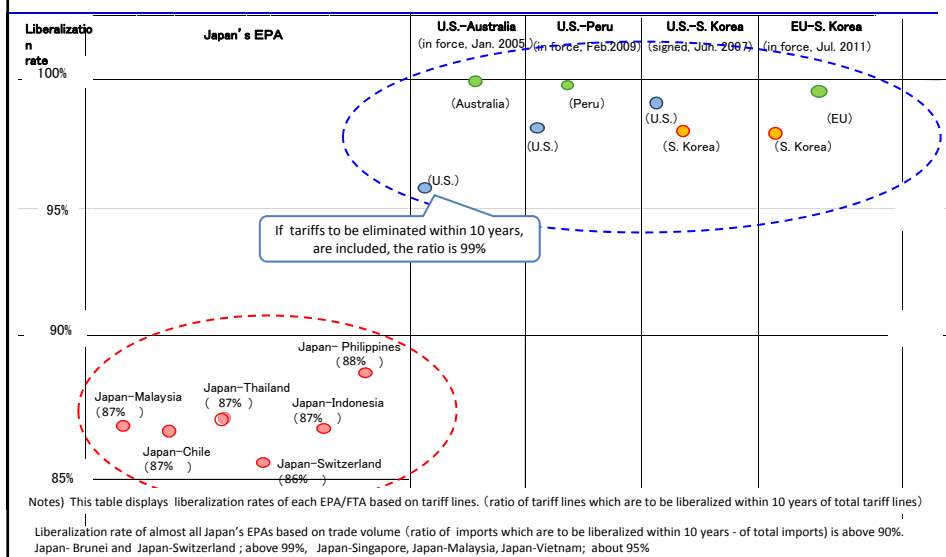 Liberalizatio
n
rate
Japan's EPA
U.S.-Australia
(in force, Jan. 2005)
U.S.-Peru
(in force, Feb.2009)
U.S.-S. Korea
(signed, Jun. 2007)
EU-S. Korea
(in force, Jul. 2011)
100%
(Australia)
(Peru)
(U.S.)
(EU)
(U.S.)
(S. Korea)
(S. Korea)
(U.S.)
95%
If tariffs to be eliminated within 10 years,
are included, the ratio is 99%
90%
Japan- Philippines
(88% )
Japan-Malaysia
(87% )
Japan-Thailand
( 87% )
Japan-Indonesia
(87% )
Japan-Chile
(87% )
Japan-Switzerland
(86% )
85%
Notes) This table displays liberalization rates of each EPA/FTA based on tariff lines. (ratio of tariff lines which are to be liberalized within 10 years of total tariff lines)
Liberalization rate of almost all Japan's EPAs based on trade volume (ratio of imports which are to be liberalized within 10 years - of total imports) is above 90%.
Japan- Brunei and Japan-Switzerland ; above 99%, Japan-Singapore, Japan-Malaysia, Japan-Vietnam; about 95%